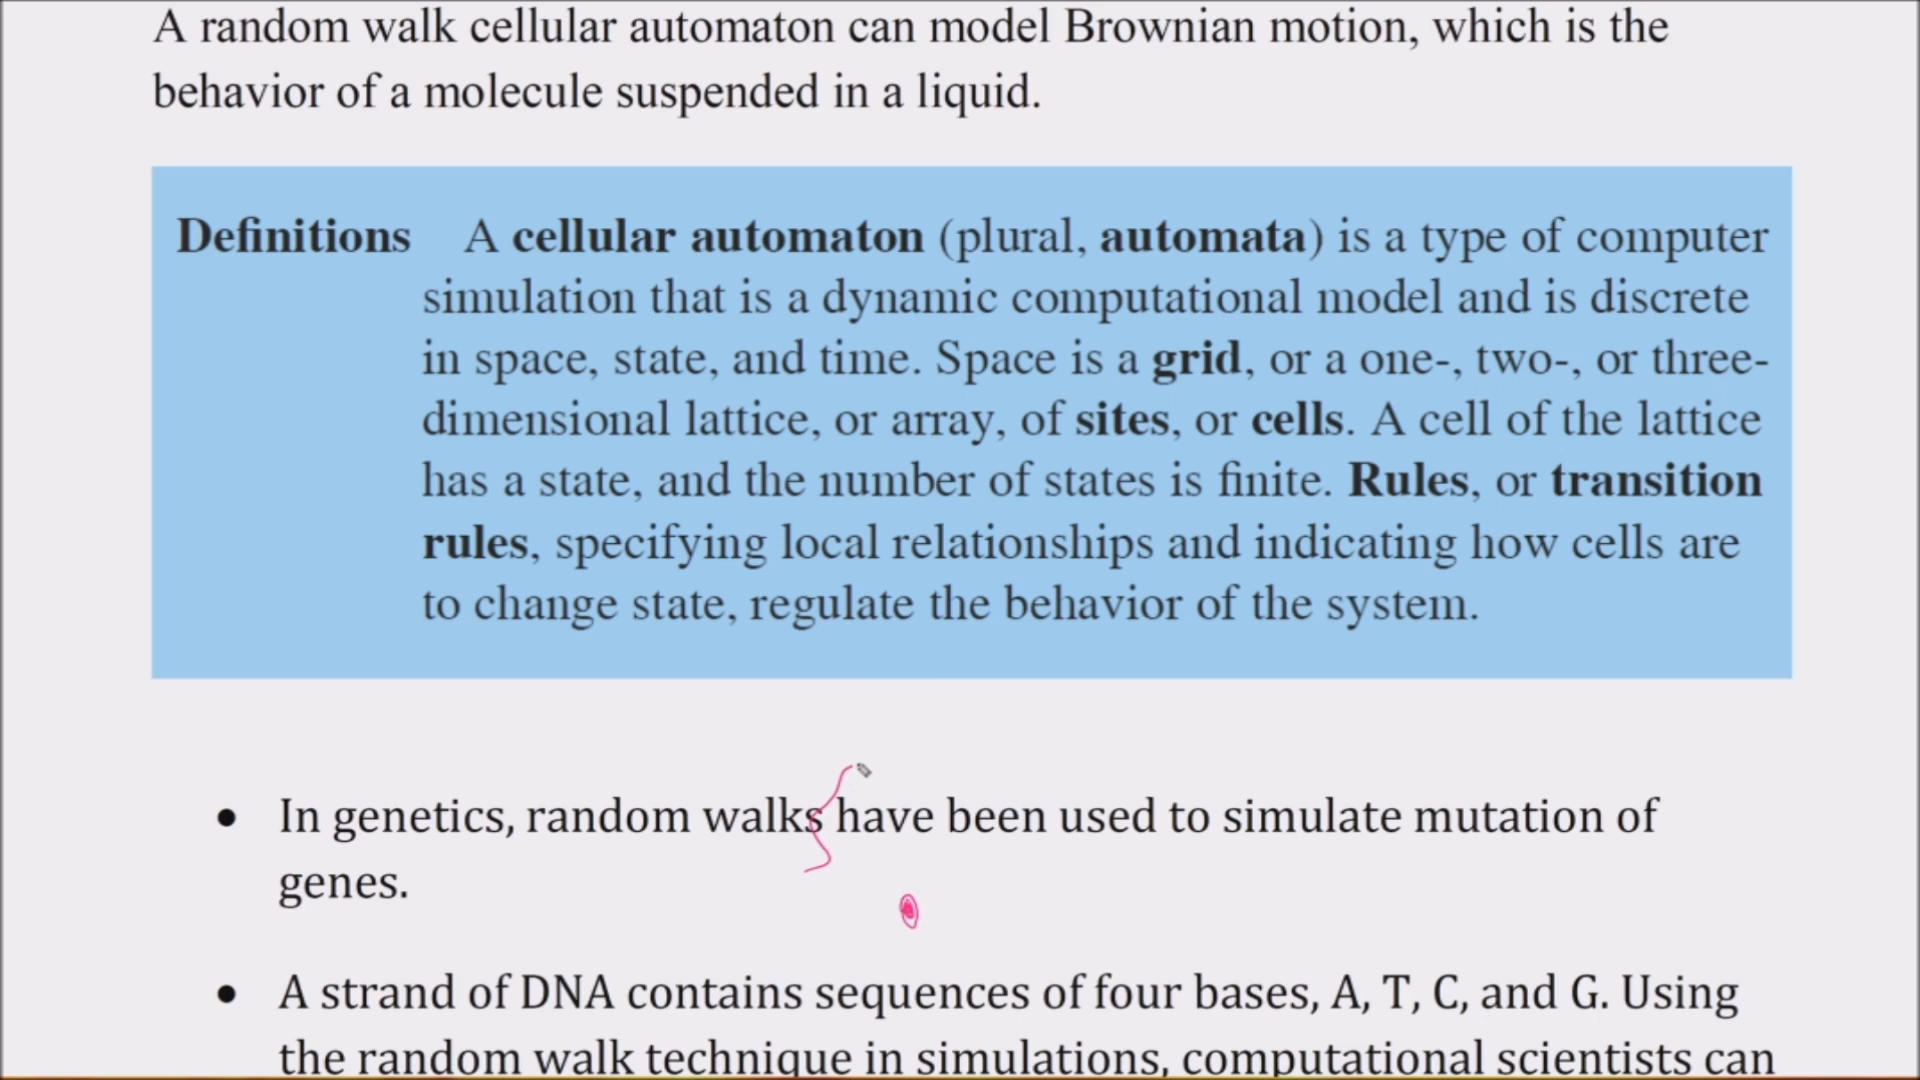 A random walk cellular automaton can model Brownian motion, which is the
behavior of a molecule suspended in a liquid.
Definitions A cellular automaton (plural, automata) is a type of computer
simulation that is a dynamic computational model and is discrete
in space, state, and time. Space is a grid, or a one-, two-, or three-
dimensional lattice, or array, of sites, or cells. A cell of the lattice
has a state, and the number of states is finite. Rules, or transition
rules, specifying local relationships and indicating how cells are
to change state, regulate the behavior of the system.
• In genetics, random walks have been used to simulate mutation of
genes.
• A strand of DNA contains sequences of four bases, A, T, C, and G. Using
the random walk technique in simulations, computational scientists can